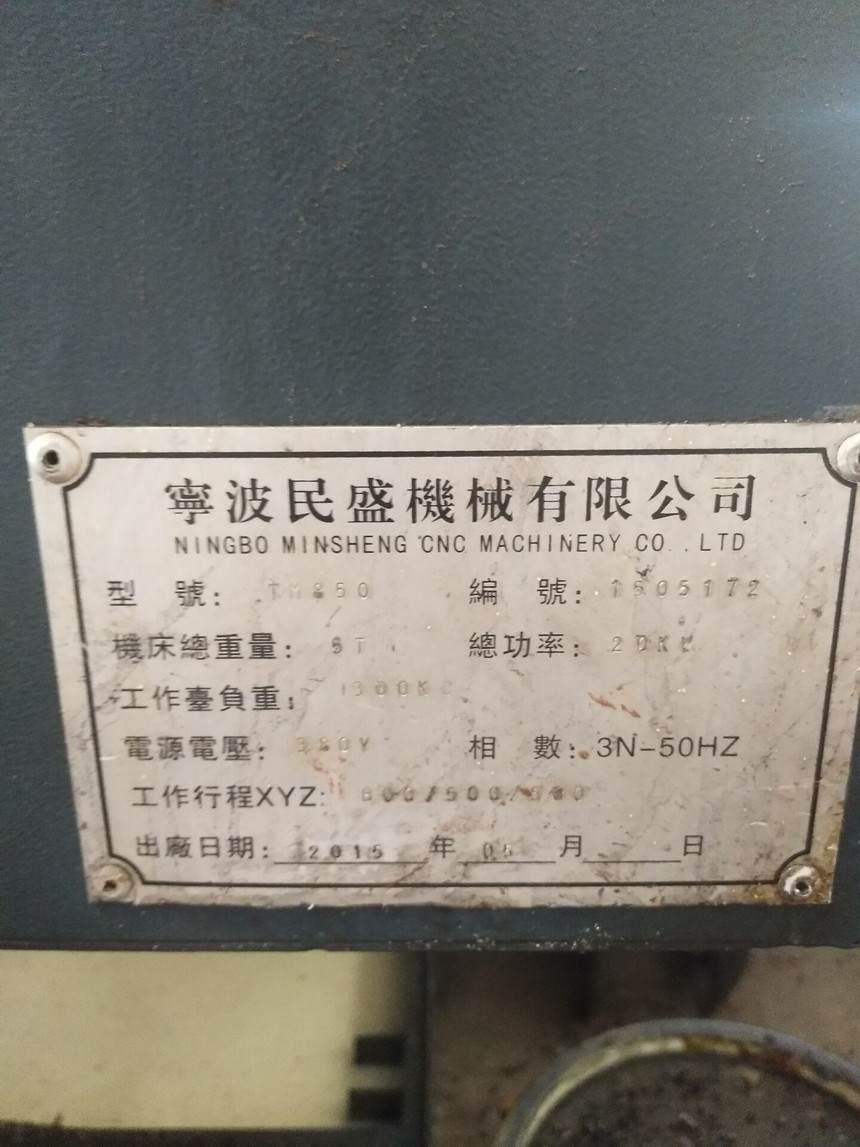 寧波民盛機械有限公司
NINGBO MINSHENG CNC MACHINERY CO.,LTD
型 號: 編 號: 1505172
機床總重量: 總功率: 20KW
工作臺負重:
電源電壓: 380V 相 數: 3N-50HZ
工作行程XYZ:
出廠日期: 2015 年 05 月 日